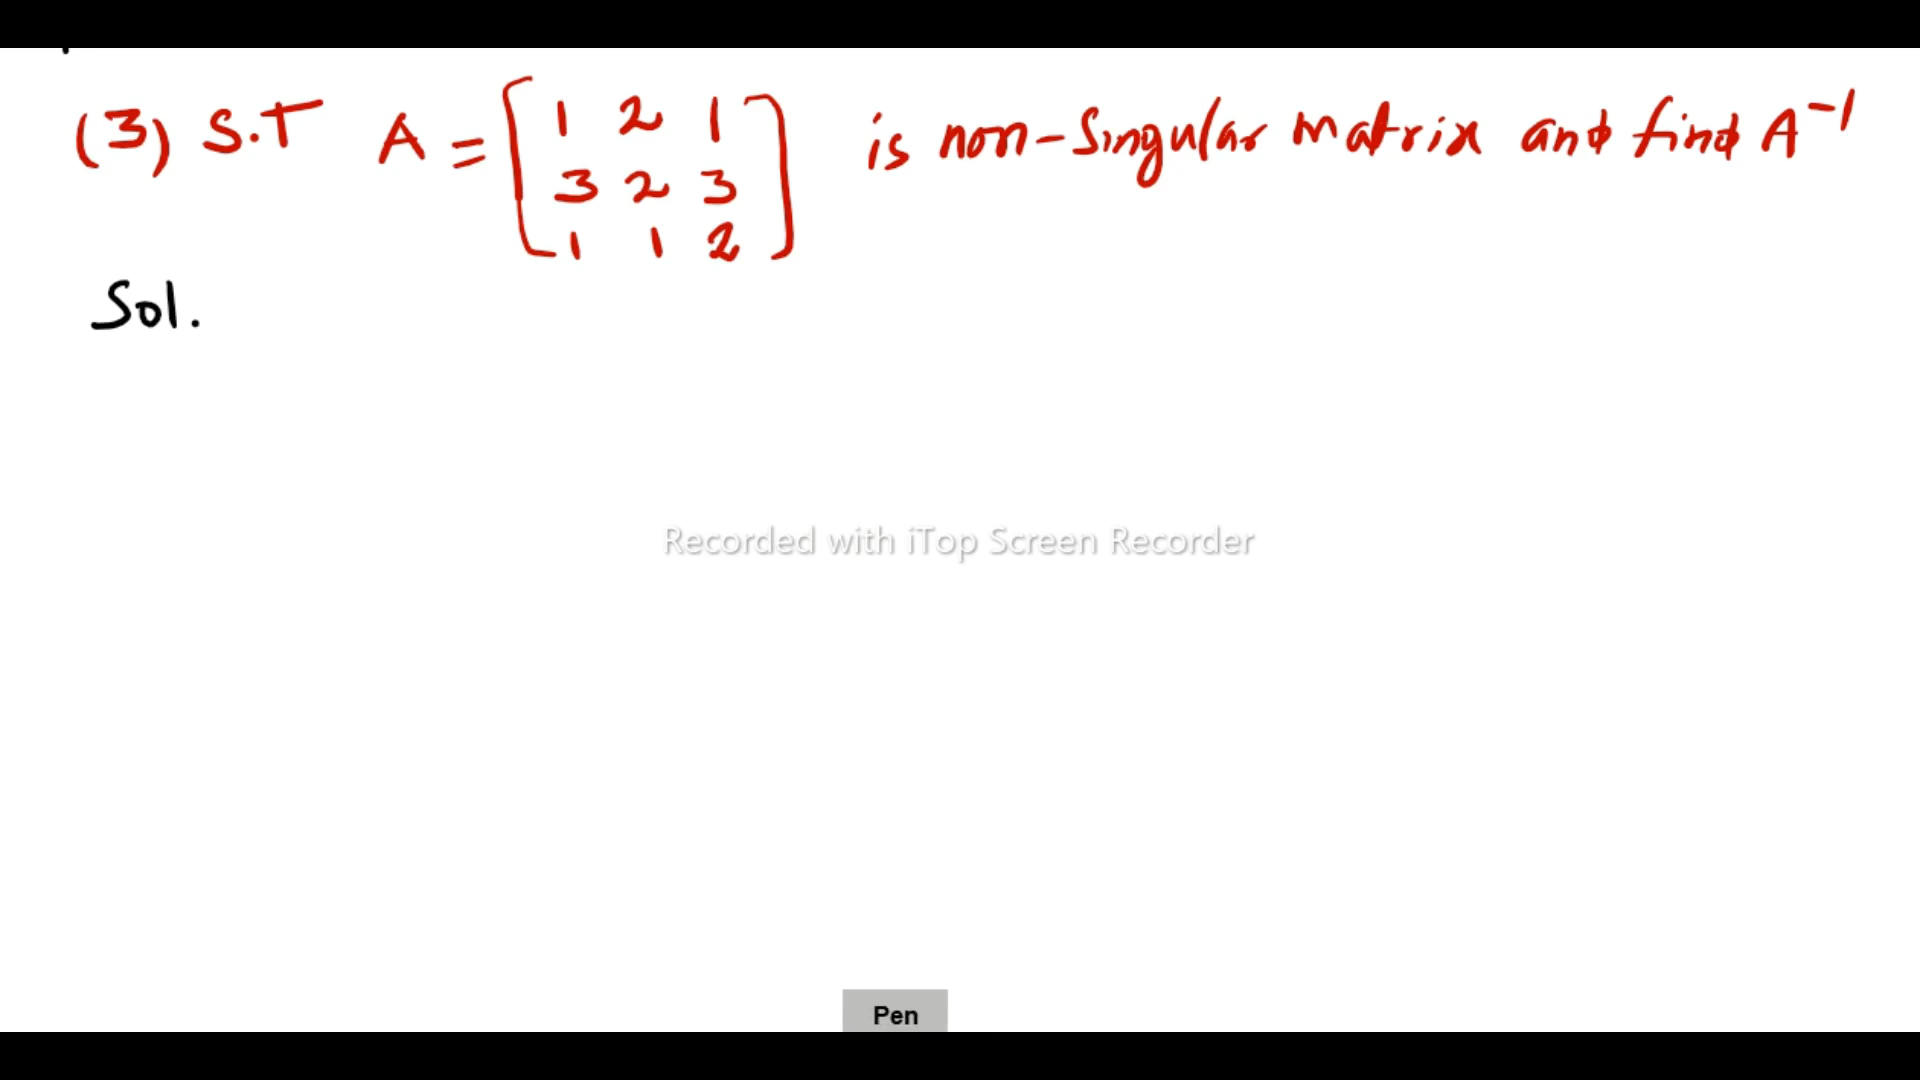 (3) S.T A = [1 2 1 is non-Singular matrix and find A⁻¹
3 2 3
1 1 2]
Sol.
Recorded with iTop Screen Recorder
Pen